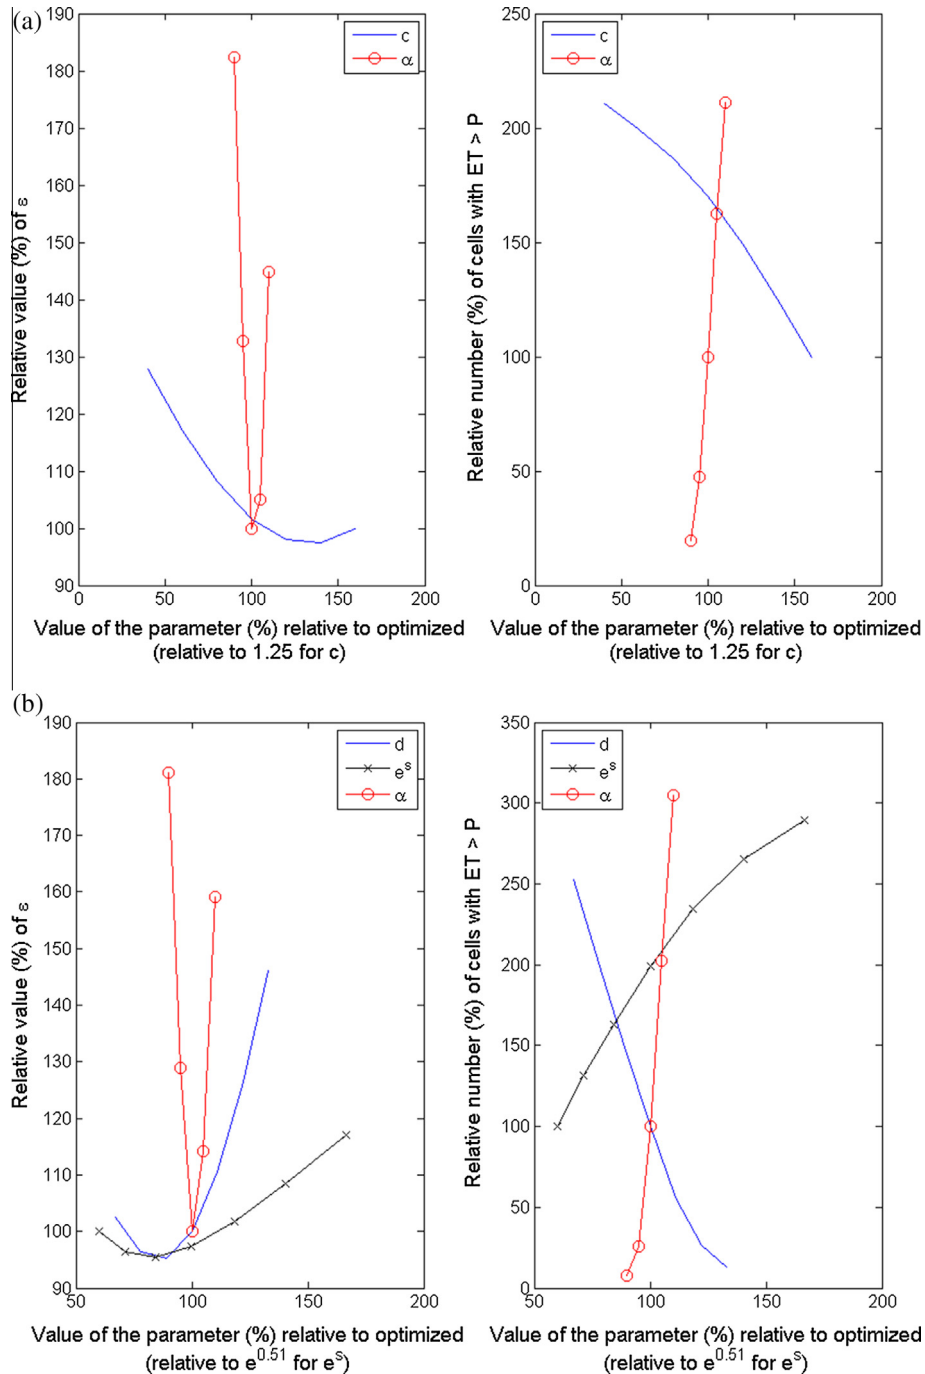 (a)
190
180
170
160
150
140
130
120
110
100
90
0
50
100
150
200
c
α
Relative value (%) of ε
Value of the parameter (%) relative to optimized
(relative to 1.25 for c)
250
200
150
100
50
0
0
50
100
150
200
c
α
Relative number (%) of cells with ET > P
Value of the parameter (%) relative to optimized
(relative to 1.25 for c)
(b)
190
180
170
160
150
140
130
120
110
100
90
50
100
150
200
d
e^s
α
Relative value (%) of ε
Value of the parameter (%) relative to optimized
(relative to e^0.51 for e^s)
350
300
250
200
150
100
50
0
50
100
150
200
d
e^s
α
Relative number (%) of cells with ET > P
Value of the parameter (%) relative to optimized
(relative to e^0.51 for e^s)